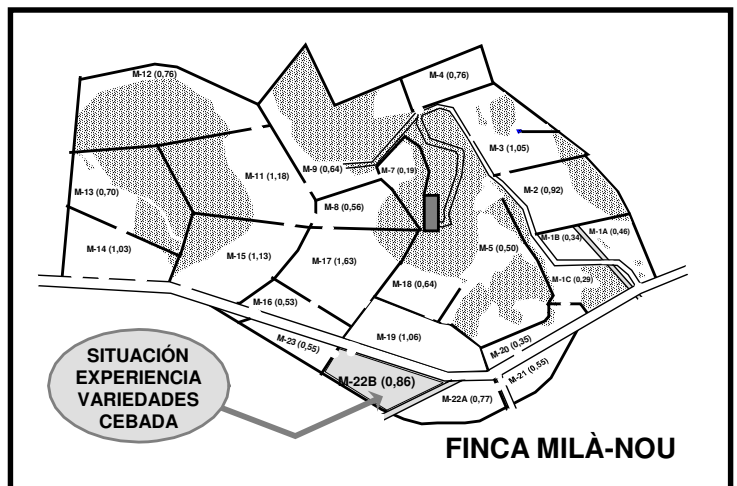 M-12 (0,76)
M-4 (0,76)
M-3 (1,05)
M-11 (1,18)
M-9 (0,64)
M-7 (0,19)
M-2 (0,92)
M-13 (0,70)
M-8 (0,56)
M-1A (0,46)
M-1B (0,34)
M-14 (1,03)
M-15 (1,13)
M-17 (1,63)
M-5 (0,50)
M-18 (0,64)
M-1C (0,29)
M-16 (0,53)
M-23 (0,55)
M-19 (1,06)
M-20 (0,35)
M-21 (0,55)
M-22B (0,86)
M-22A (0,77)
SITUACIÓN
EXPERIENCIA
VARIEDADES
CEBADA
FINCA MILÀ-NOU